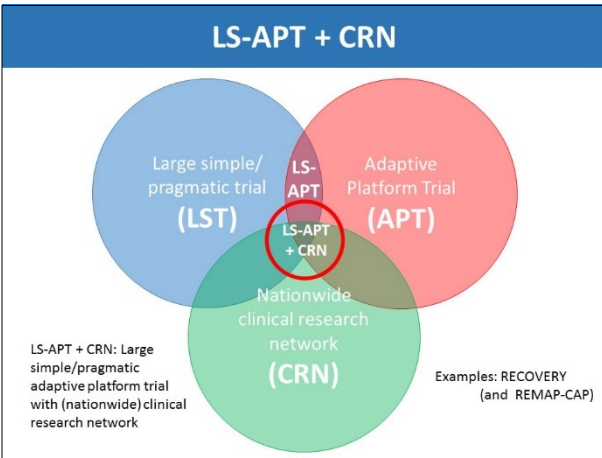 LS-APT + CRN
Large simple/
pragmatic trial
(LST)
LS-
APT
Adaptive
Platform Trial
(APT)
LS-APT
+ CRN
Nationwide
clinical research
network
(CRN)
LS-APT + CRN: Large
simple/pragmatic
adaptive platform trial
with (nationwide) clinical
research network
Examples: RECOVERY
(and REMAP-CAP)